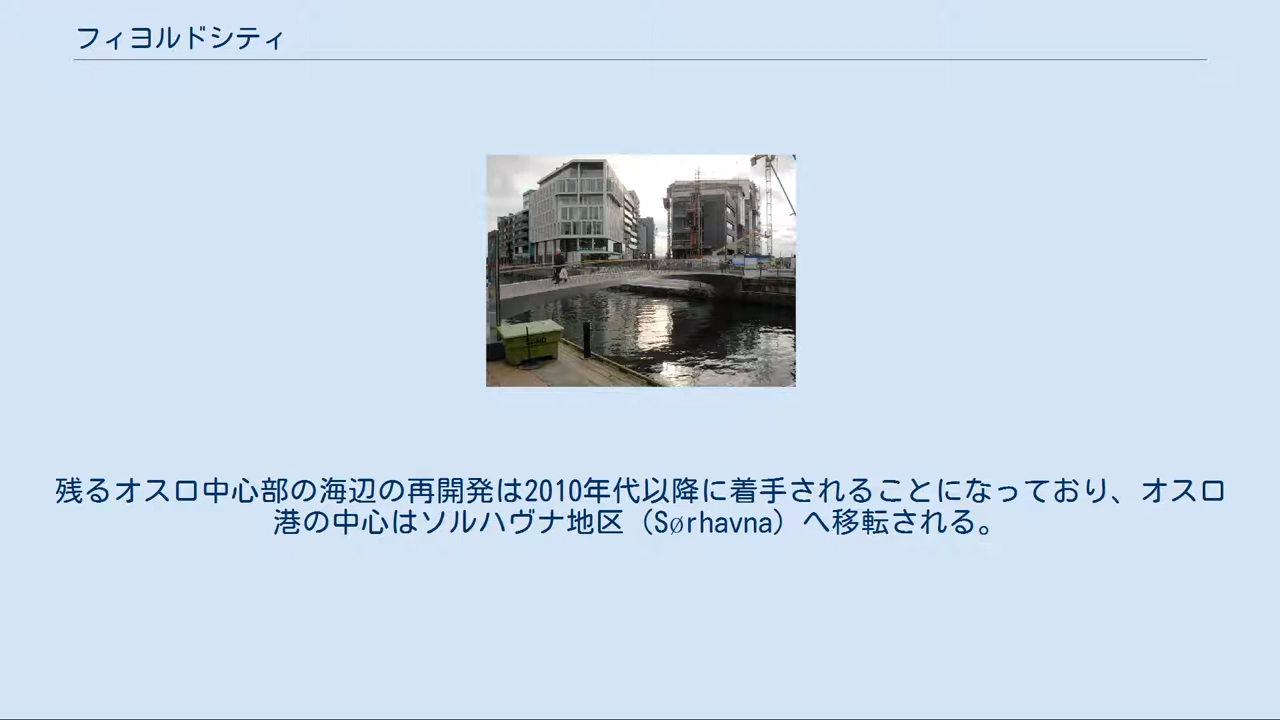 フィヨルドシティ
残るオスロ中心部の海辺の再開発は2010年代以降に着手されることになっており、オスロ
港の中心はソルハヴナ地区（Sørhavna）へ移転される。